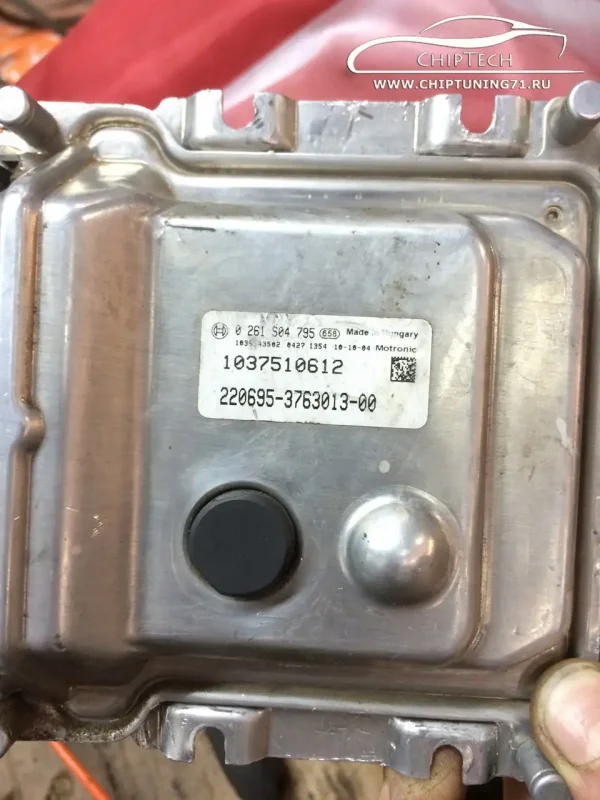 CHIPTECH
WWW.CHIPTUNING71.RU
0 261 S04 795 658 Made in Hungary
0427 1354 10-10-04 Motronic
1037510612
220695-3763013-00